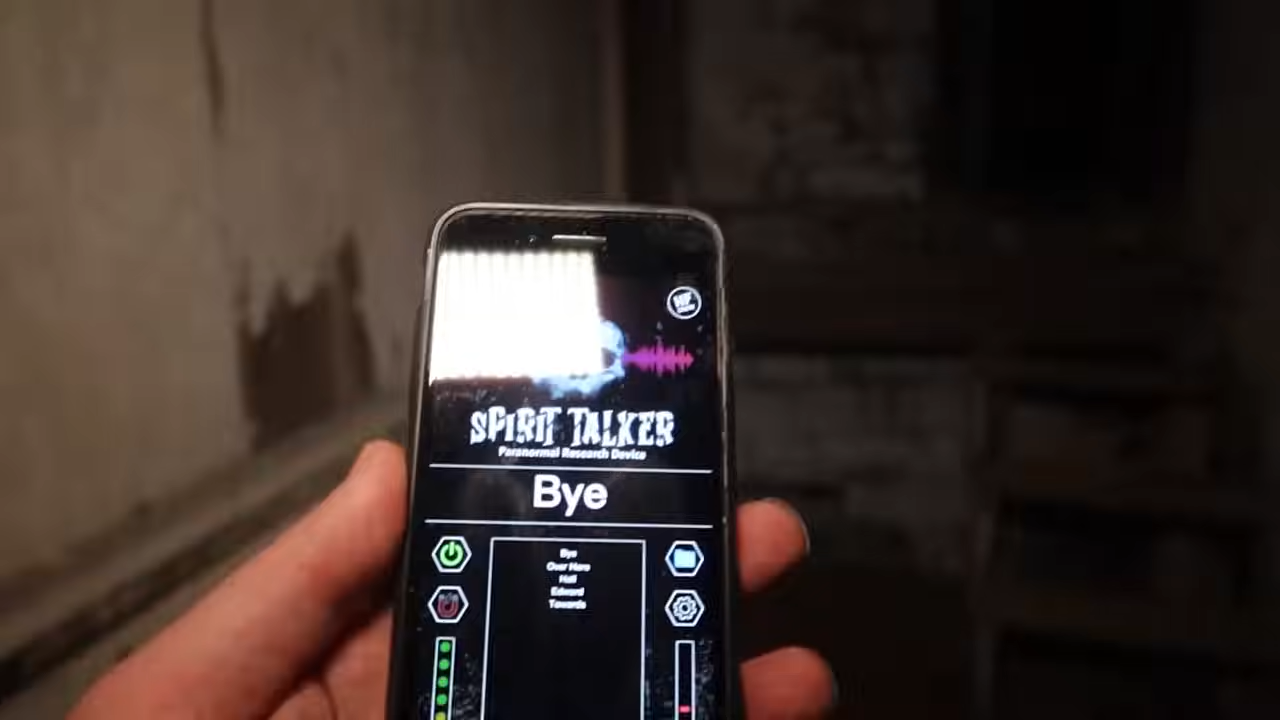 SPIRIT TALKER
Paranormal Research Device
Bye
Bye
Over Here
Hall
Edward
Towards